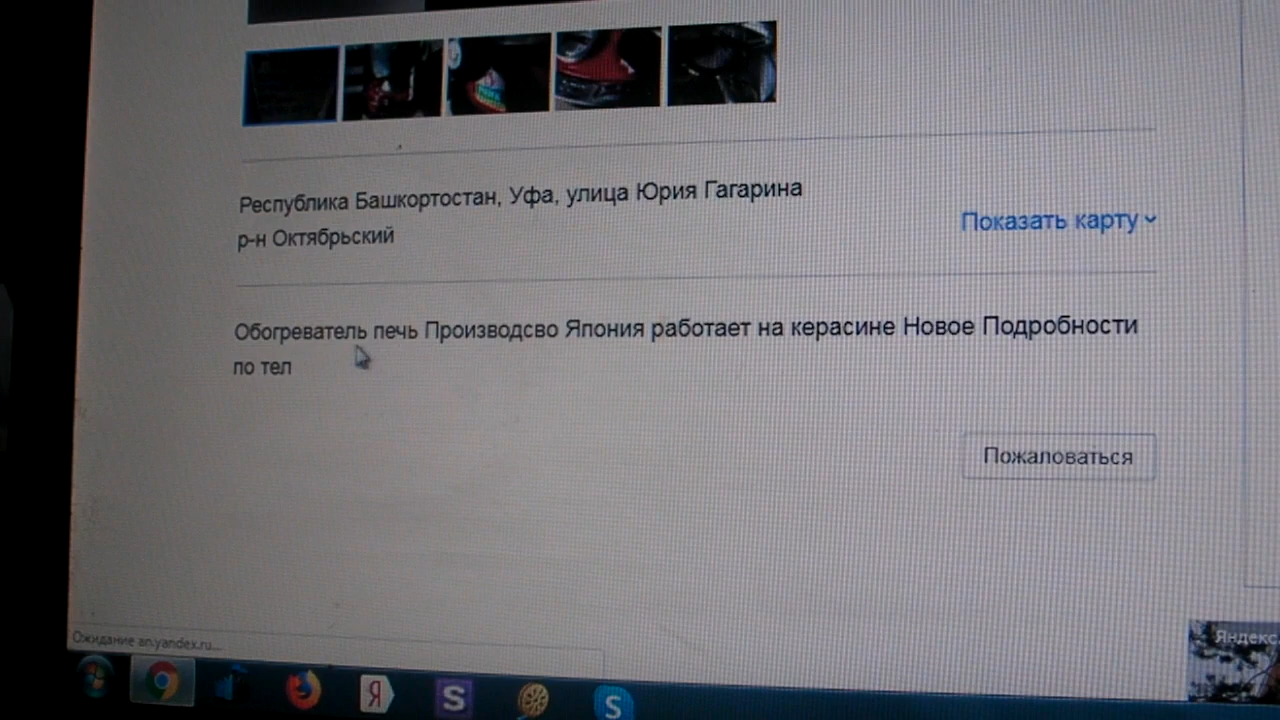 Республика Башкортостан, Уфа, улица Юрия Гагарина
р-н Октябрьский
Показать карту
Обогреватель печь Производсво Япония работает на керасине Новое Подробности
по тел
Пожаловаться
Ожидание an.yandex.ru...
Яндекс
Я
S
S